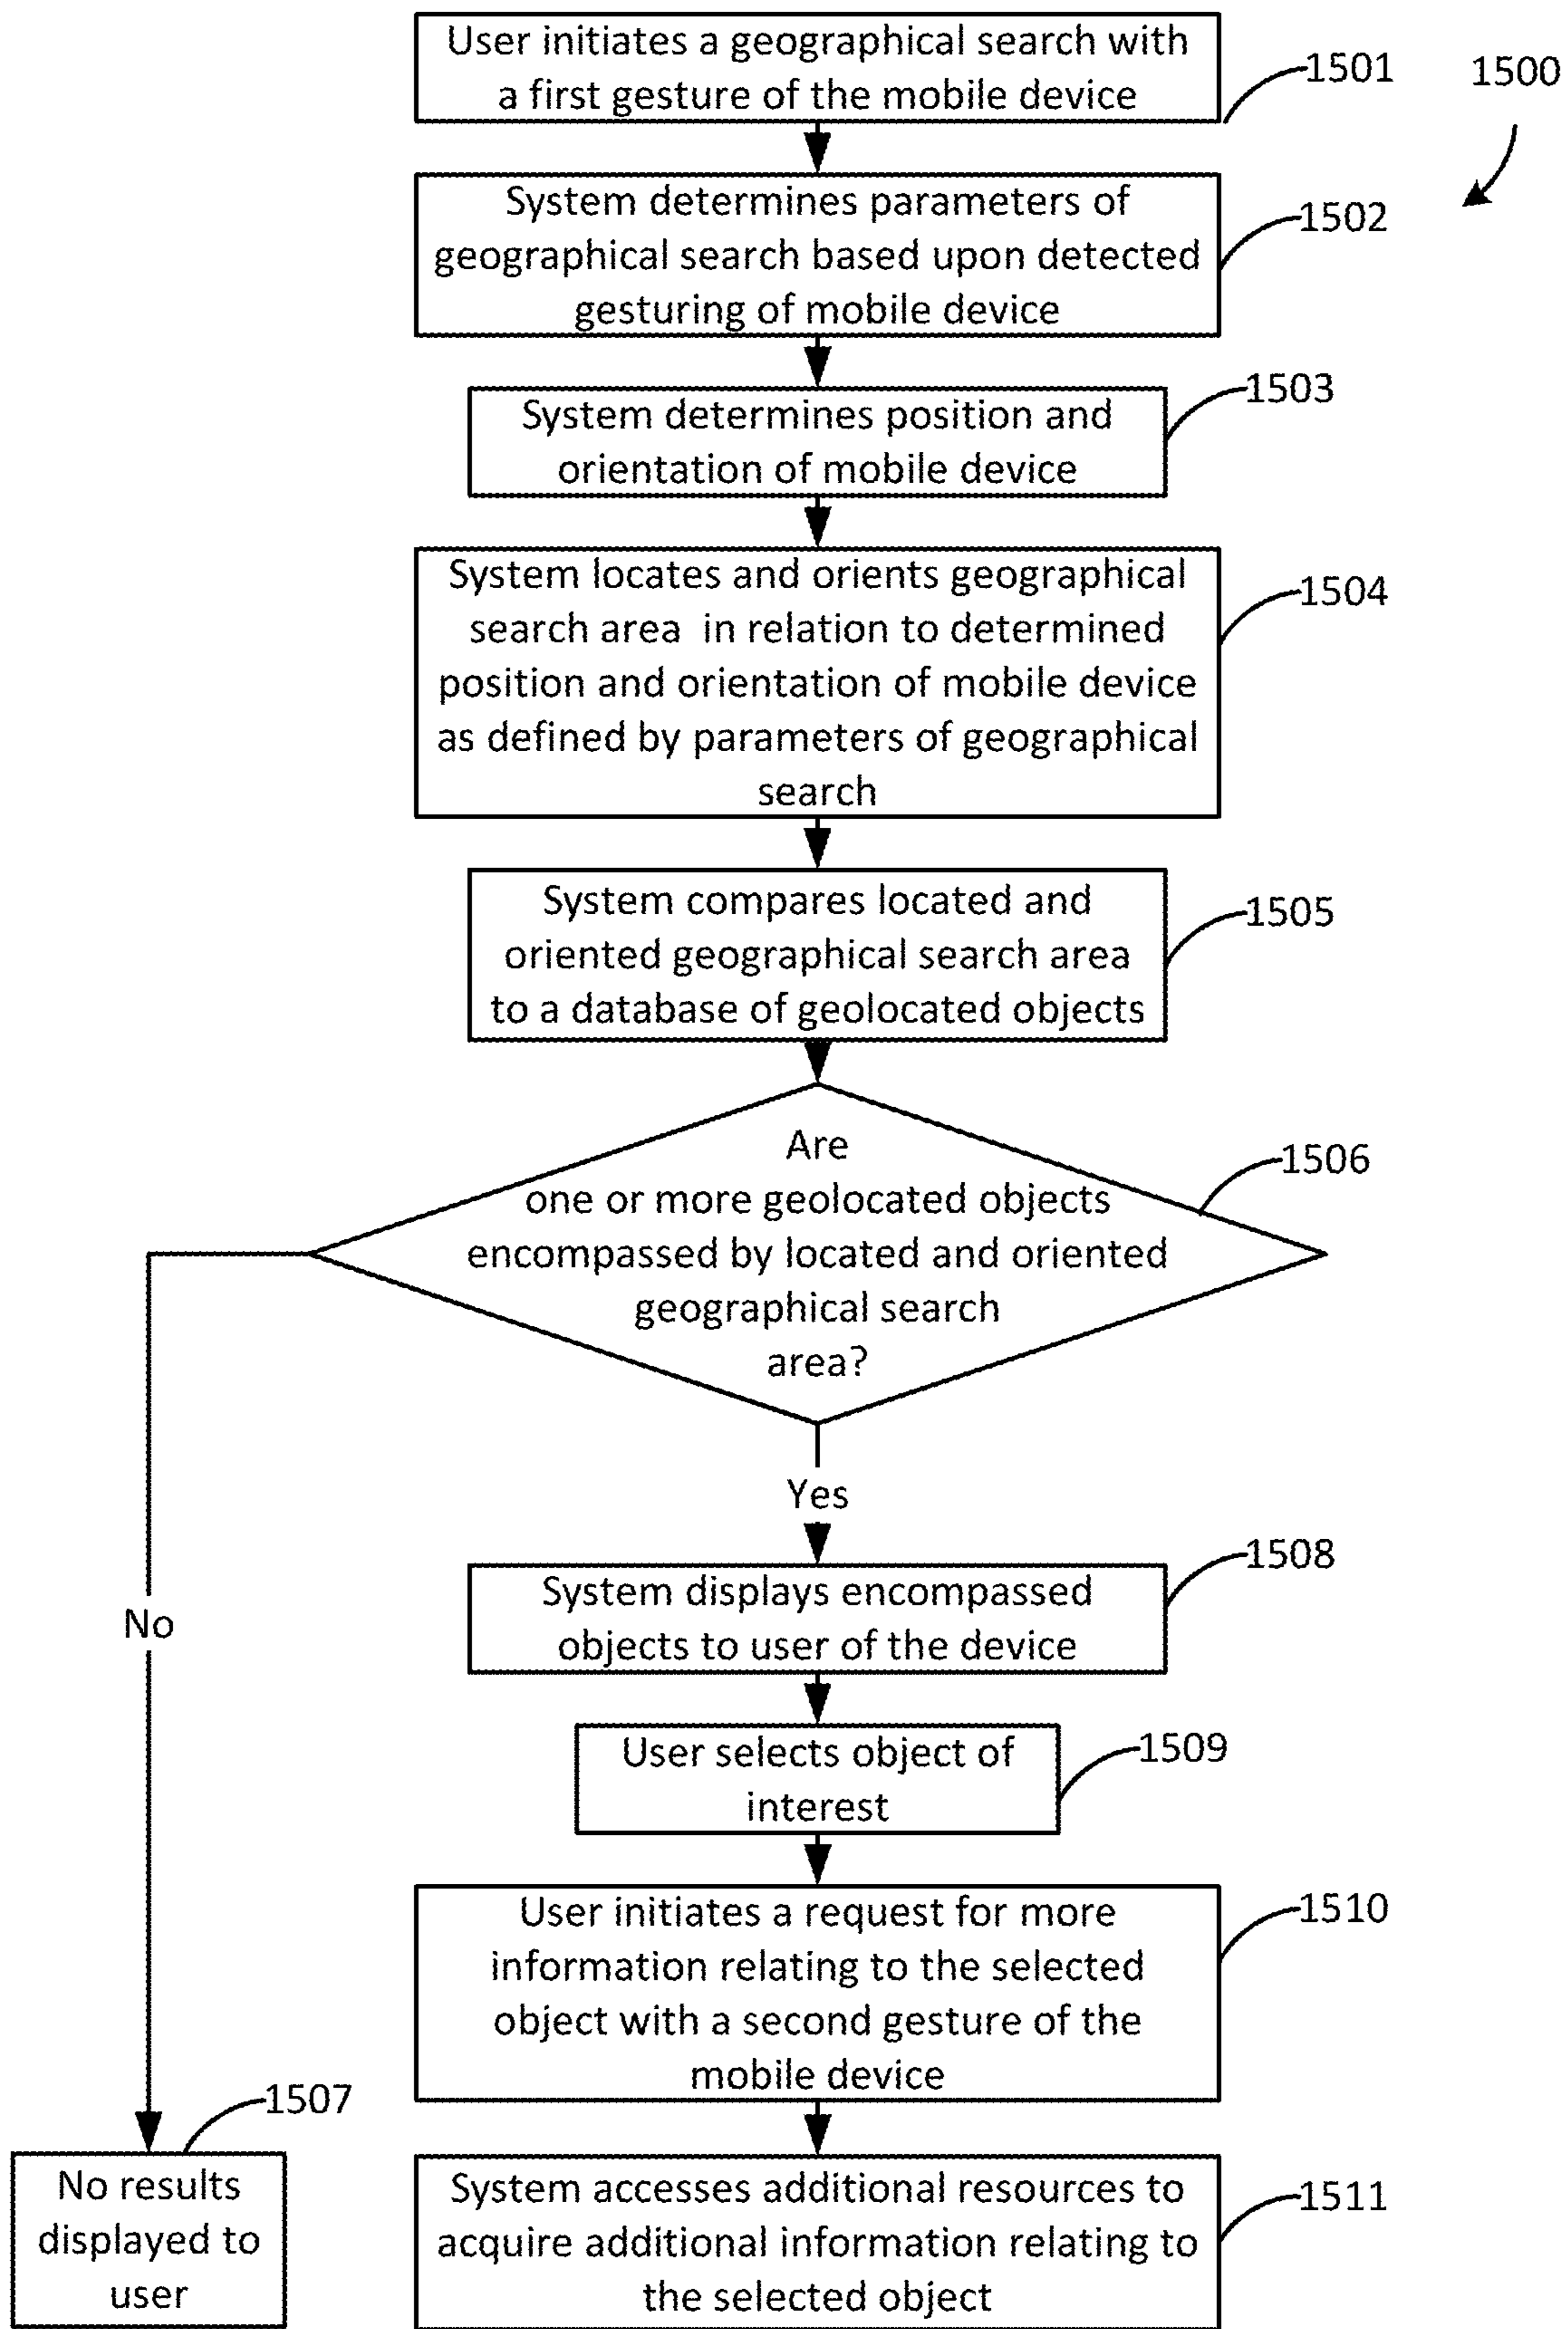 User initiates a geographical search with
a first gesture of the mobile device
1501
1500
System determines parameters of
geographical search based upon detected
gesturing of mobile device
1502
System determines position and
orientation of mobile device
1503
System locates and orients geographical
search area in relation to determined
position and orientation of mobile device
as defined by parameters of geographical
search
1504
System compares located and
oriented geographical search area
to a database of geolocated objects
1505
Are
one or more geolocated objects
encompassed by located and oriented
geographical search
area?
1506
Yes
No
System displays encompassed
objects to user of the device
1508
User selects object of
interest
1509
User initiates a request for more
information relating to the selected
object with a second gesture of the
mobile device
1510
1507
No results
displayed to
user
System accesses additional resources to
acquire additional information relating to
the selected object
1511